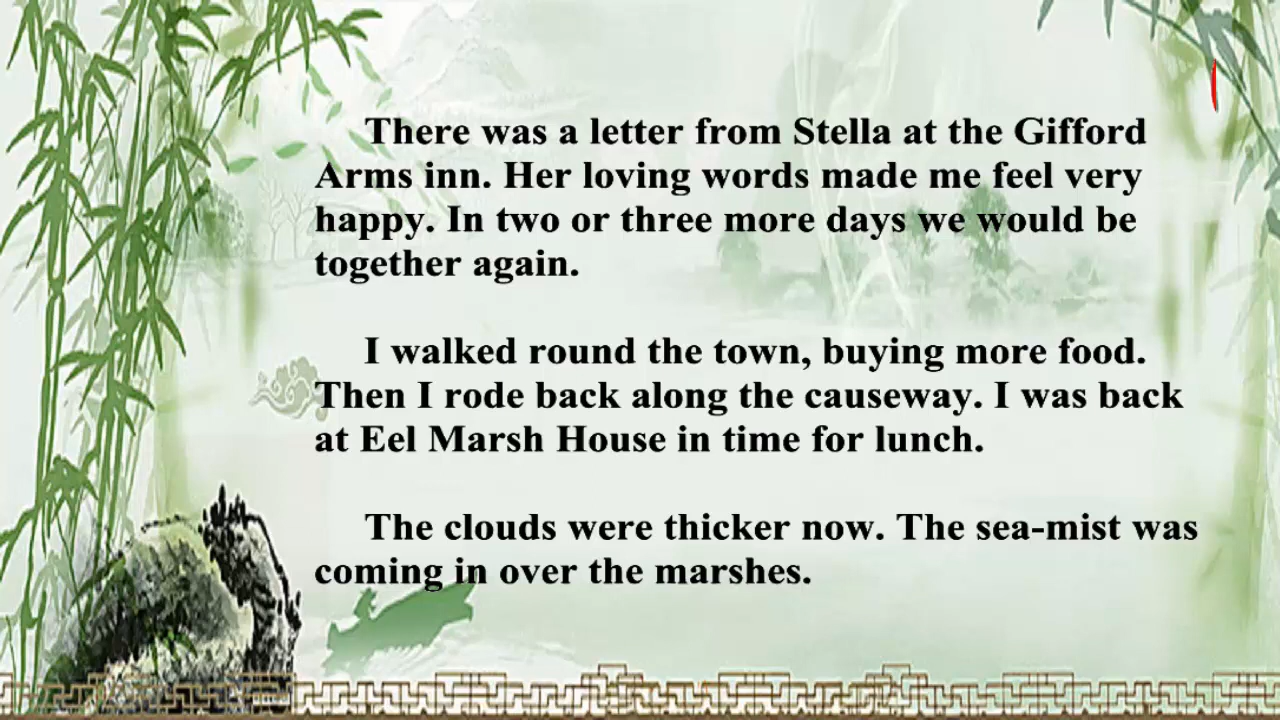 There was a letter from Stella at the Gifford
Arms inn. Her loving words made me feel very
happy. In two or three more days we would be
together again.
I walked round the town, buying more food.
Then I rode back along the causeway. I was back
at Eel Marsh House in time for lunch.
The clouds were thicker now. The sea-mist was
coming in over the marshes.